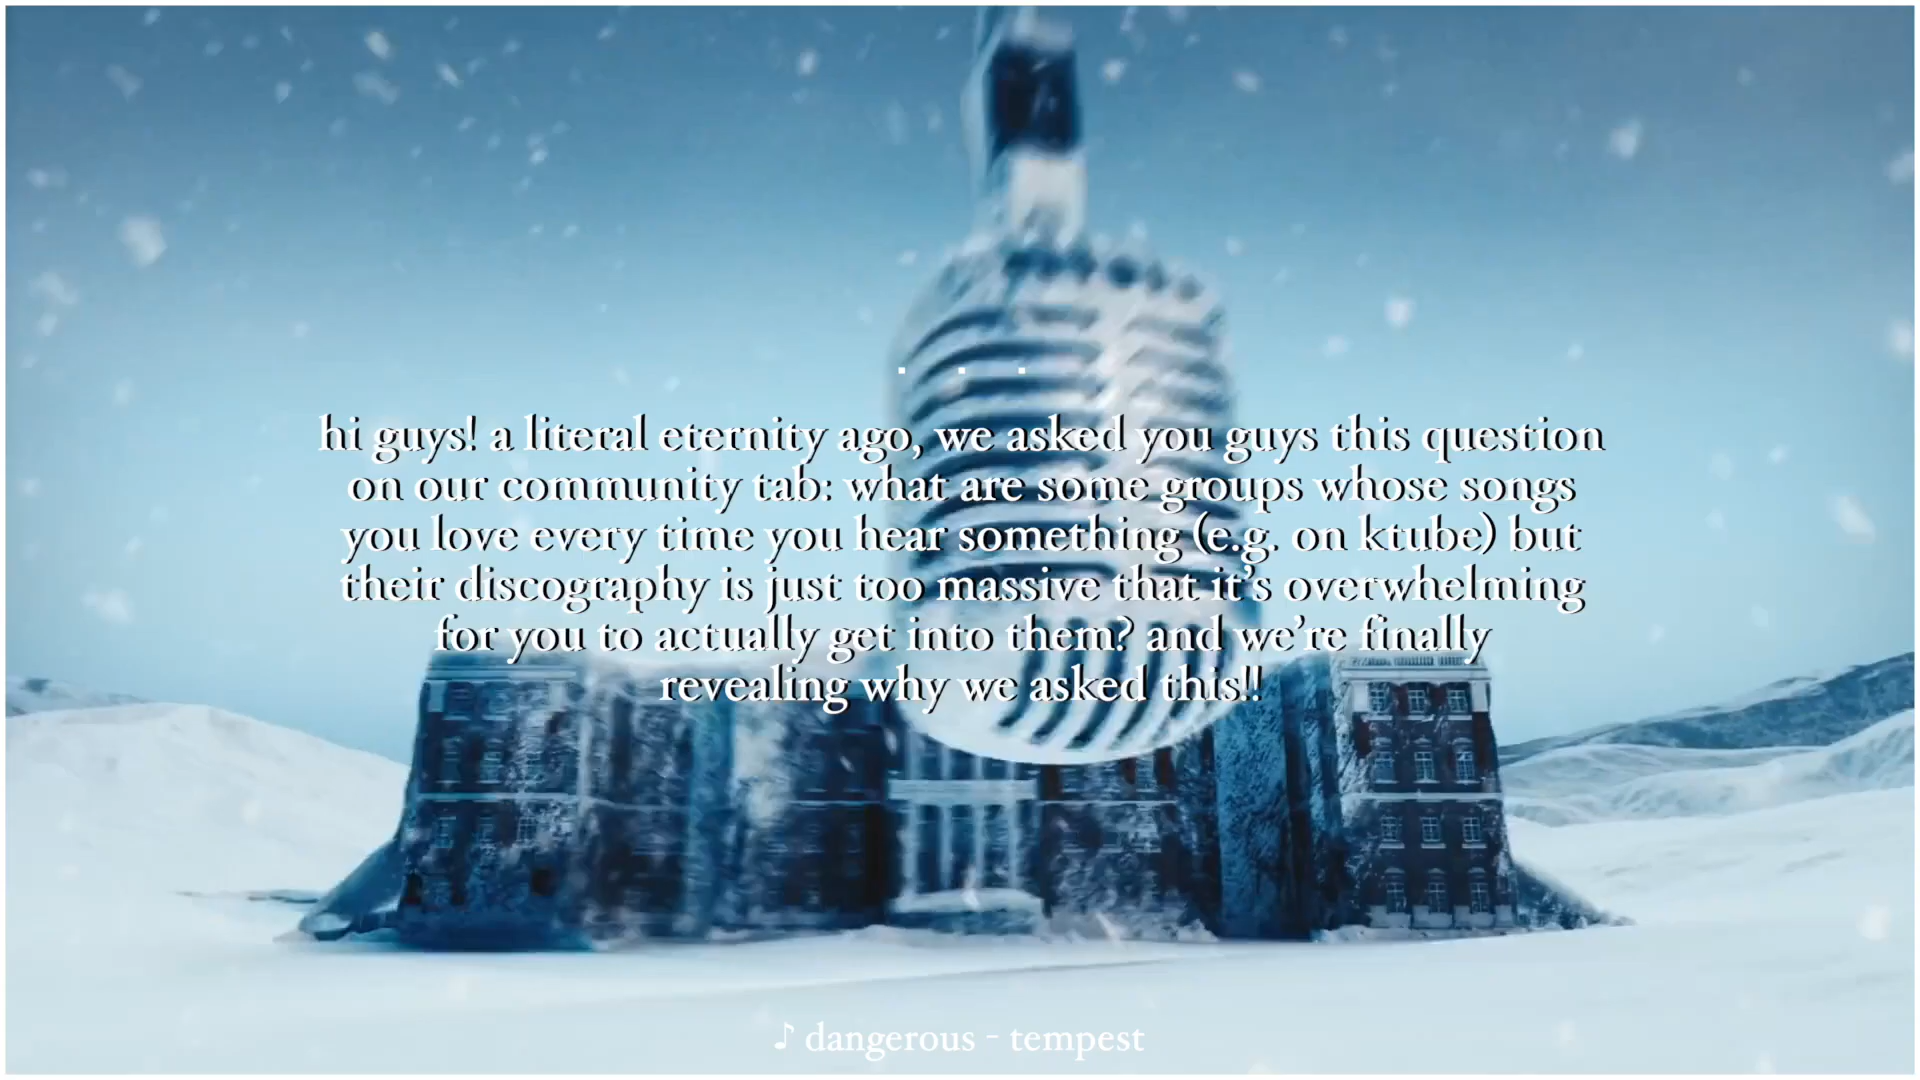 . . .
hi guys! a literal eternity ago, we asked you guys this question
on our community tab: what are some groups whose songs
you love every time you hear something (e.g. on ktube) but
their discography is just too massive that it's overwhelming
for you to actually get into them? and we're finally
revealing why we asked this!!
♪ dangerous - tempest